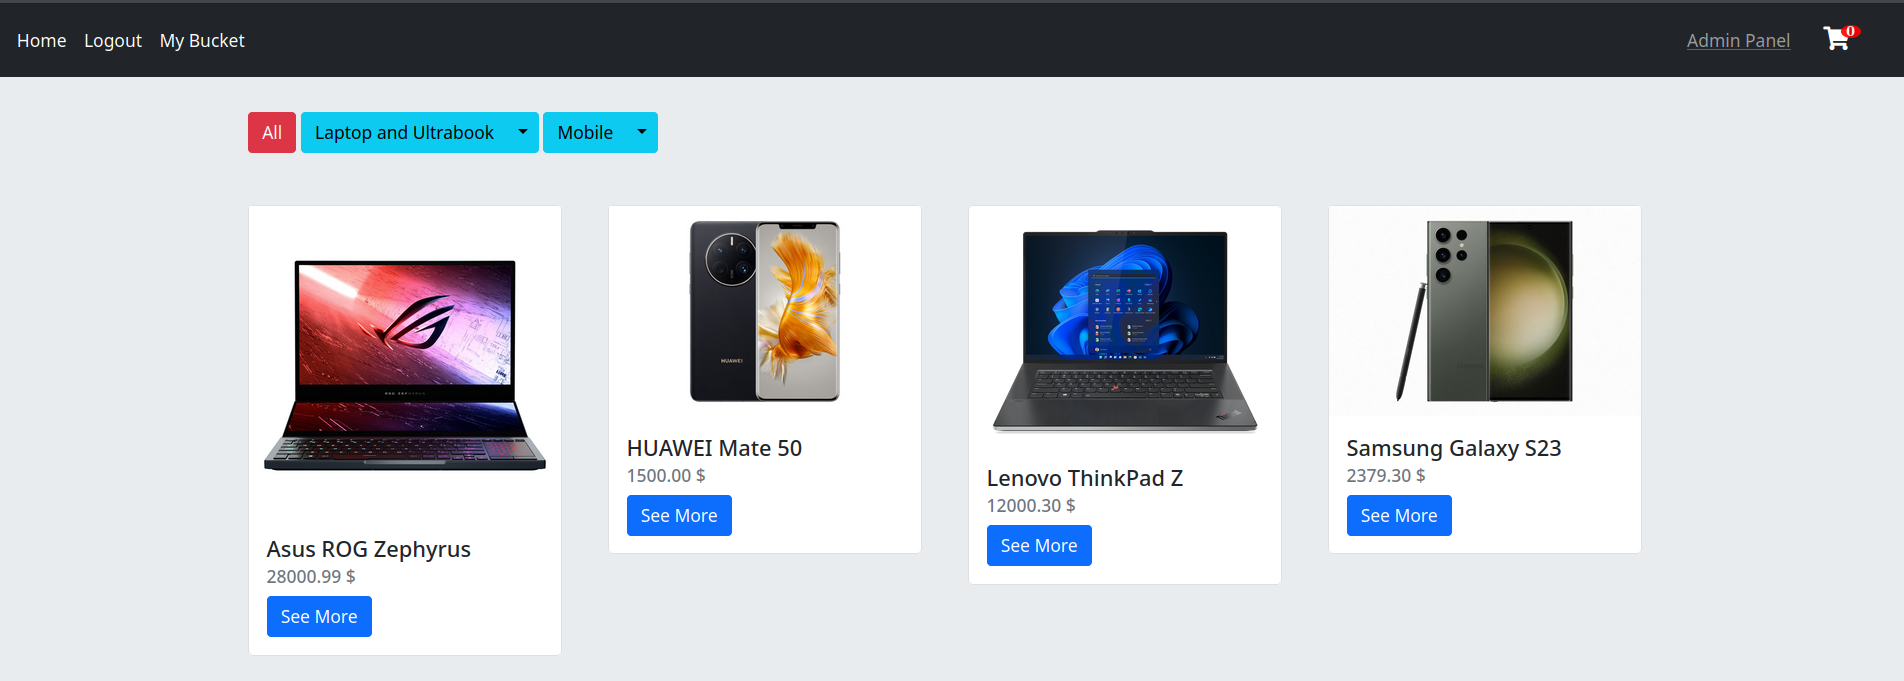 Home Logout My Bucket Admin Panel 0
All Laptop and Ultrabook Mobile
HUAWEI
Asus ROG Zephyrus
28000.99 $
See More
HUAWEI Mate 50
1500.00 $
See More
Lenovo ThinkPad Z
12000.30 $
See More
Samsung Galaxy S23
2379.30 $
See More